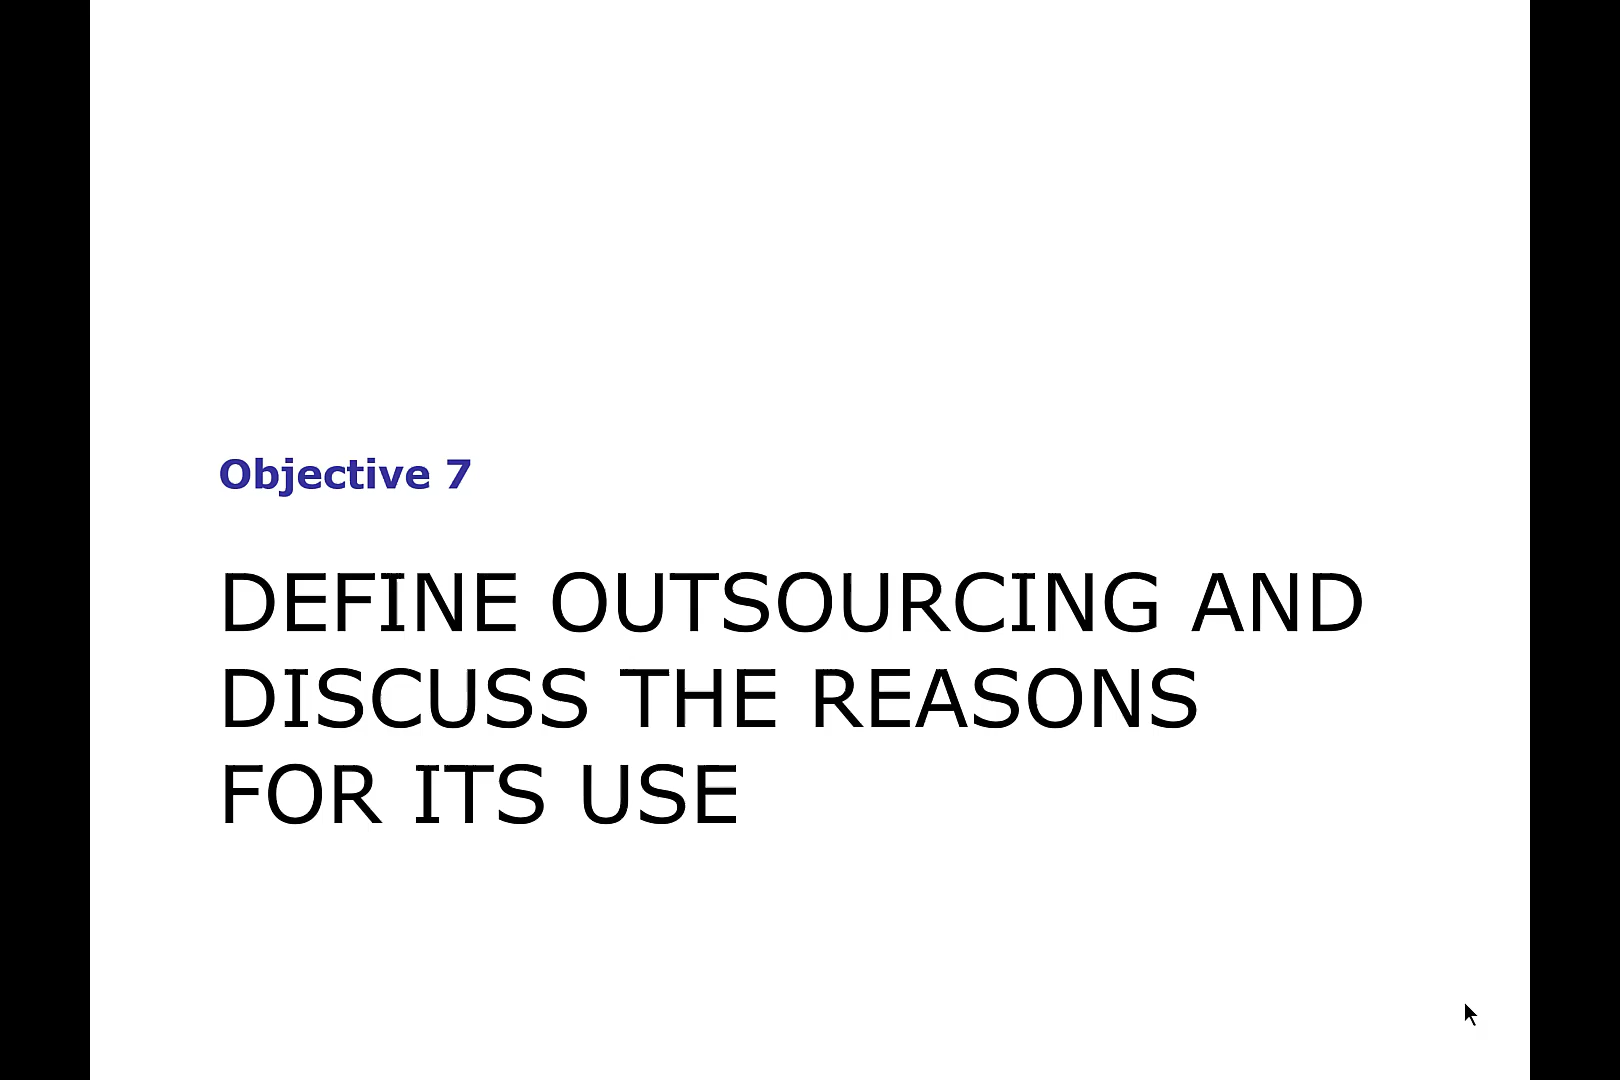 Objective 7
DEFINE OUTSOURCING AND
DISCUSS THE REASONS
FOR ITS USE